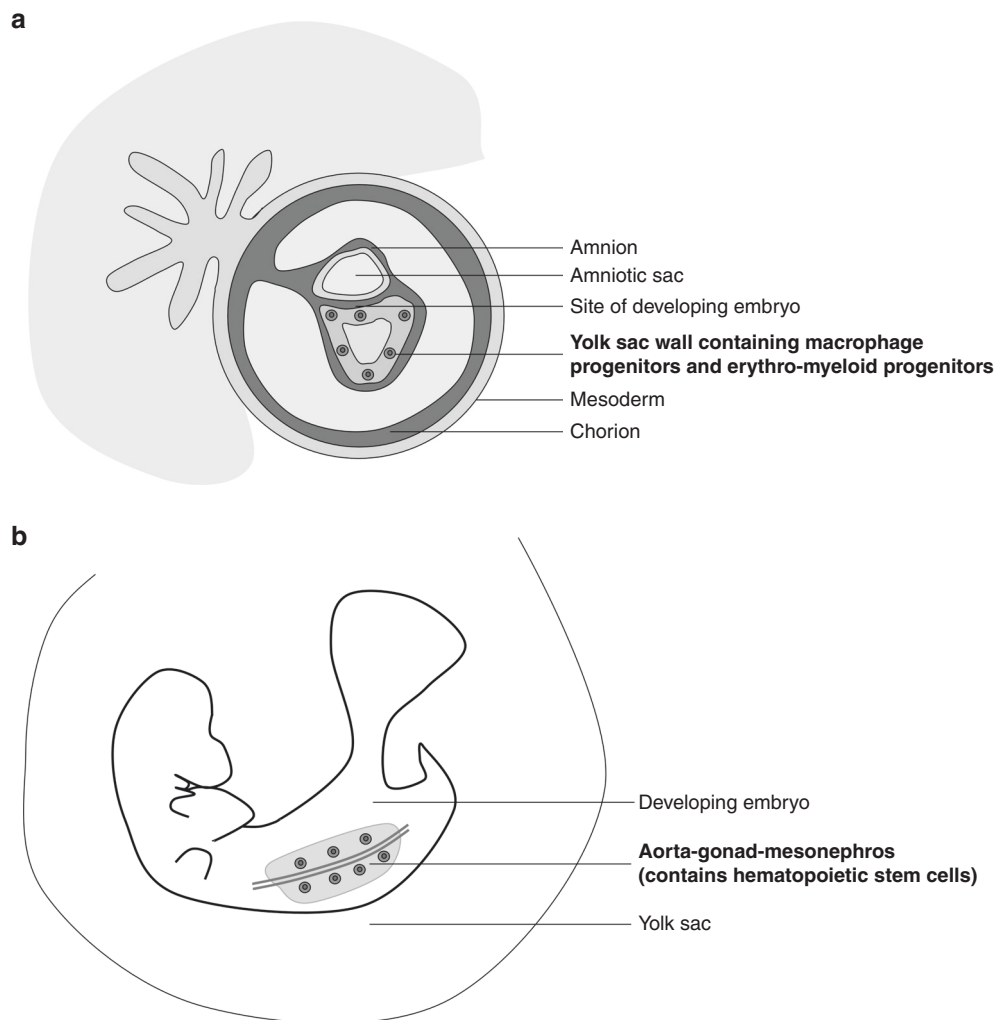 a
Amnion
Amniotic sac
Site of developing embryo
Yolk sac wall containing macrophage
progenitors and erythro-myeloid progenitors
Mesoderm
Chorion
b
Developing embryo
Aorta-gonad-mesonephros
(contains hematopoietic stem cells)
Yolk sac